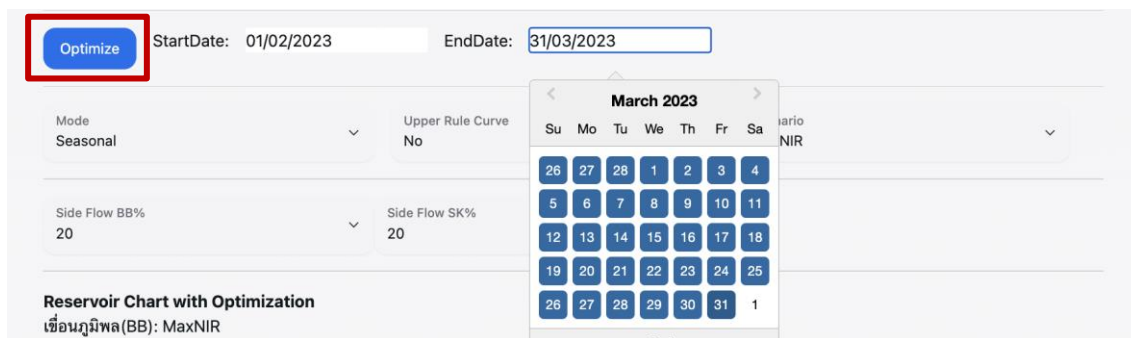 Optimize StartDate: 01/02/2023 EndDate: 31/03/2023
March 2023
Mode Upper Rule Curve
Seasonal No NIR
Su Mo Tu We Th Fr Sa
26 27 28 1 2 3 4
5 6 7 8 9 10 11
12 13 14 15 16 17 18
19 20 21 22 23 24 25
26 27 28 29 30 31 1
Side Flow BB% Side Flow SK%
20 20
Reservoir Chart with Optimization
เขื่อนภูมิพล(BB): MaxNIR